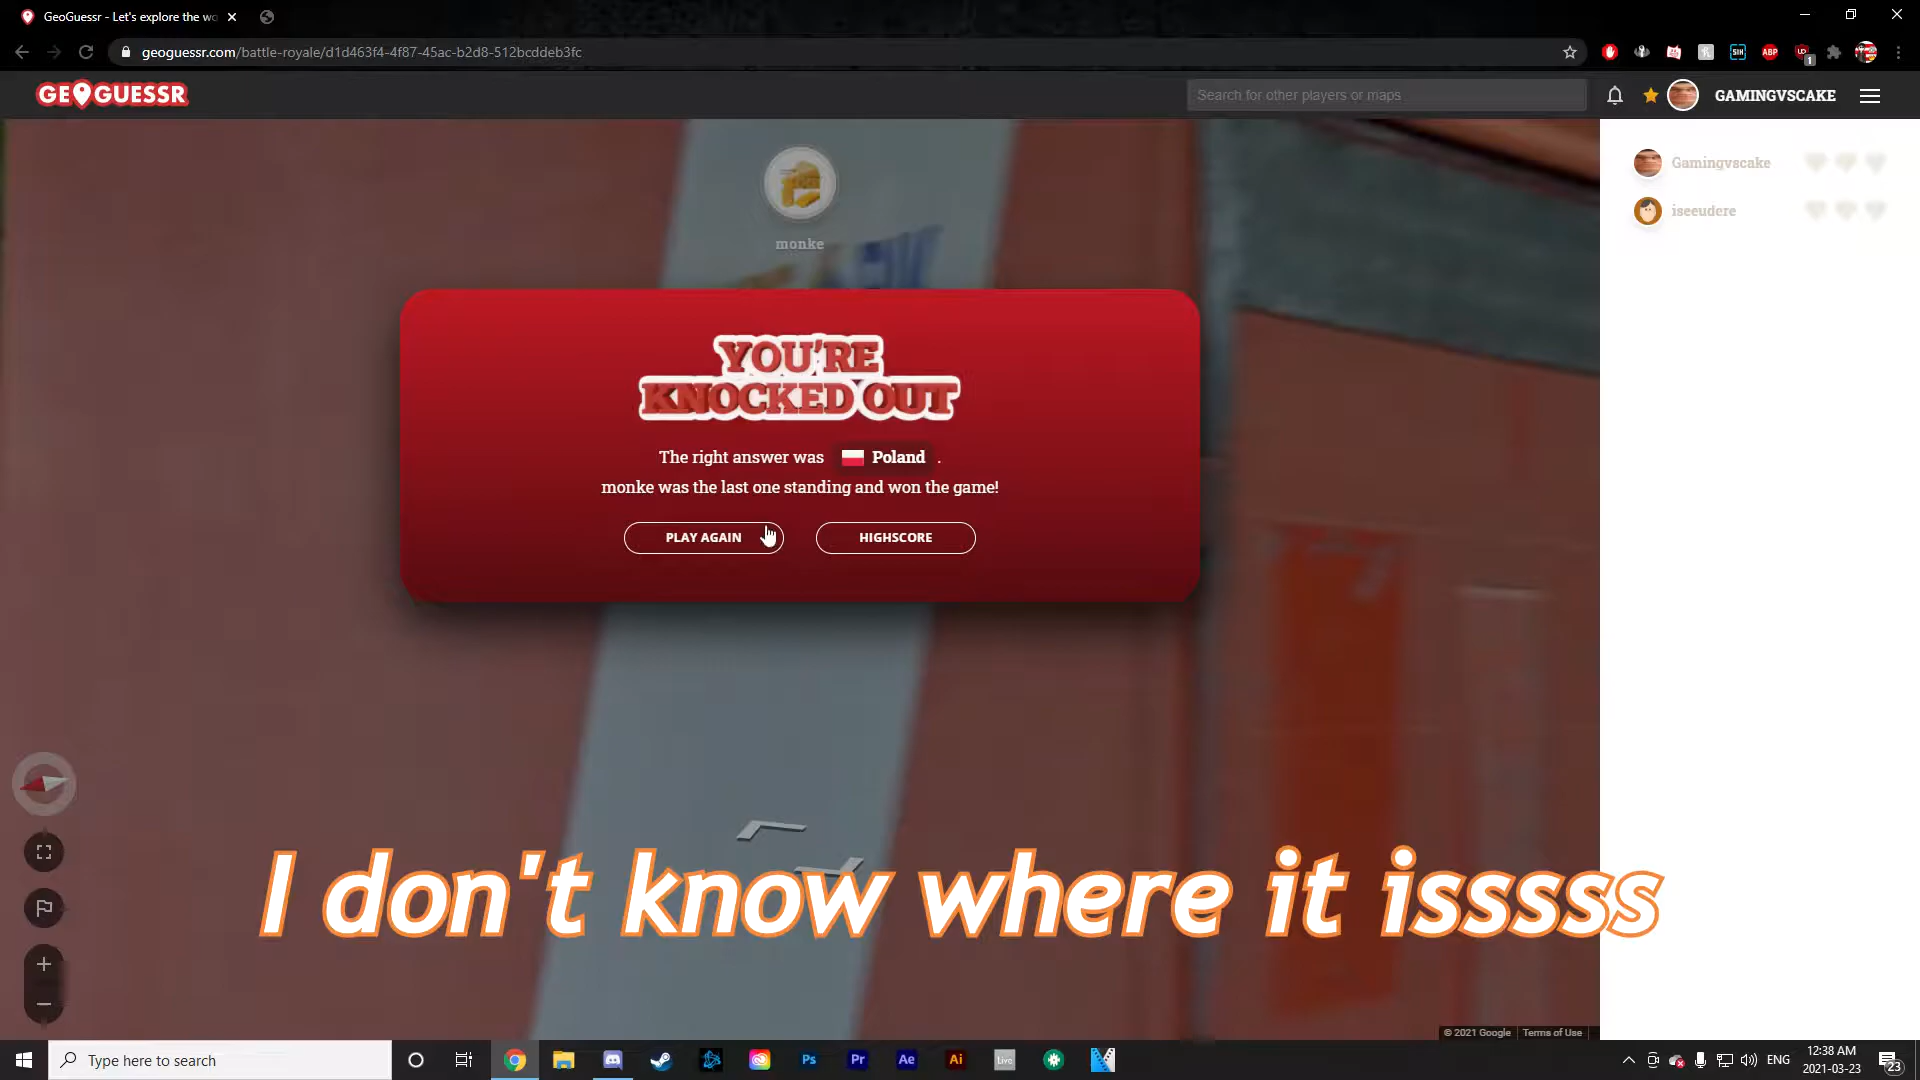 GeoGuessr - Let's explore the wo
geoguessr.com/battle-royale/d1d463f4-4f87-45ac-b2d8-512bcddeb3fc
GEOGUESSR
Search for other players or maps
GAMINGVSCAKE
Gamingvscake
iseeudere
monke
YOU'RE
KNOCKED OUT
The right answer was Poland .
monke was the last one standing and won the game!
PLAY AGAIN
HIGHSCORE
I don't know where it isssss
© 2021 Google
Terms of Use
Type here to search
ENG
12:38 AM
2021-03-23
23